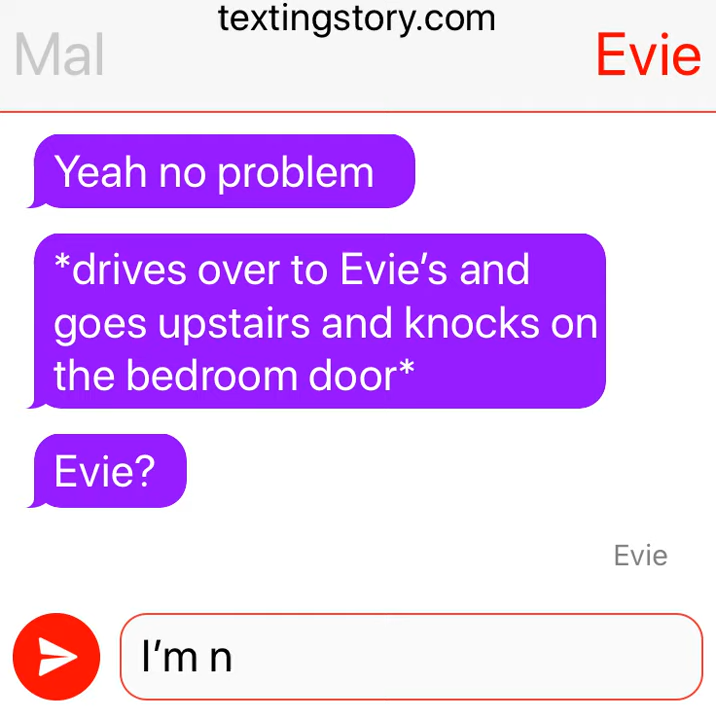 textingstory.com
Mal
Evie
Yeah no problem
*drives over to Evie’s and
goes upstairs and knocks on
the bedroom door*
Evie?
Evie
I’m n